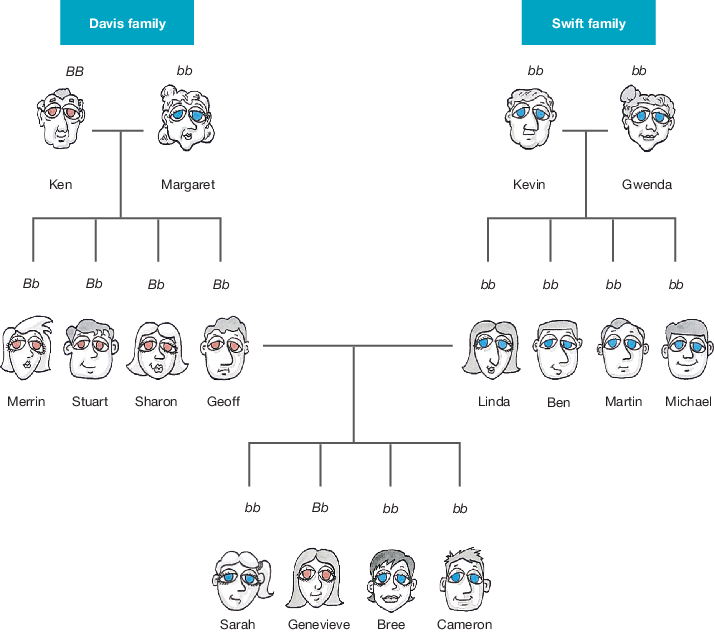 Davis family
Swift family
BB
bb
bb
bb
Ken
Margaret
Kevin
Gwenda
Bb
Bb
Bb
Bb
bb
bb
bb
bb
Merrin
Stuart
Sharon
Geoff
Linda
Ben
Martin
Michael
bb
Bb
bb
bb
Sarah
Genevieve
Bree
Cameron